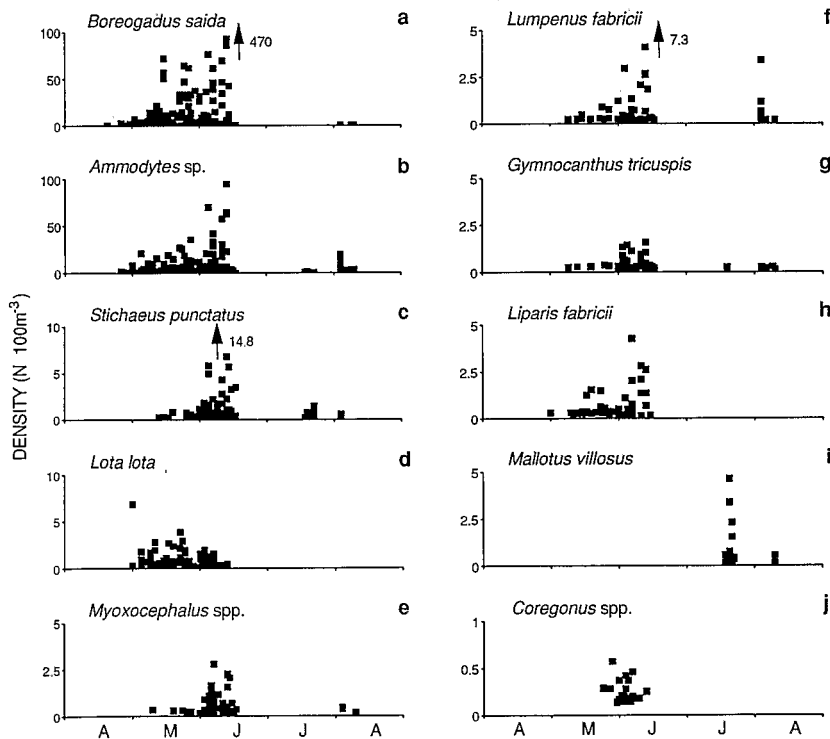 Boreogadus saida
a
100
50
0
470
Ammodytes sp.
b
100
50
0
Stichaeus punctatus
c
10
5
0
14.8
Lota lota
d
10
5
0
Myoxocephalus spp.
e
5
2.5
0
A M J J A
DENSITY (N 100m-3)
Lumpenus fabricii
f
5
2.5
0
7.3
Gymnocanthus tricuspis
g
5
2.5
0
Liparis fabricii
h
5
2.5
0
Mallotus villosus
i
5
2.5
0
Coregonus spp.
j
1
0.5
0
A M J J A